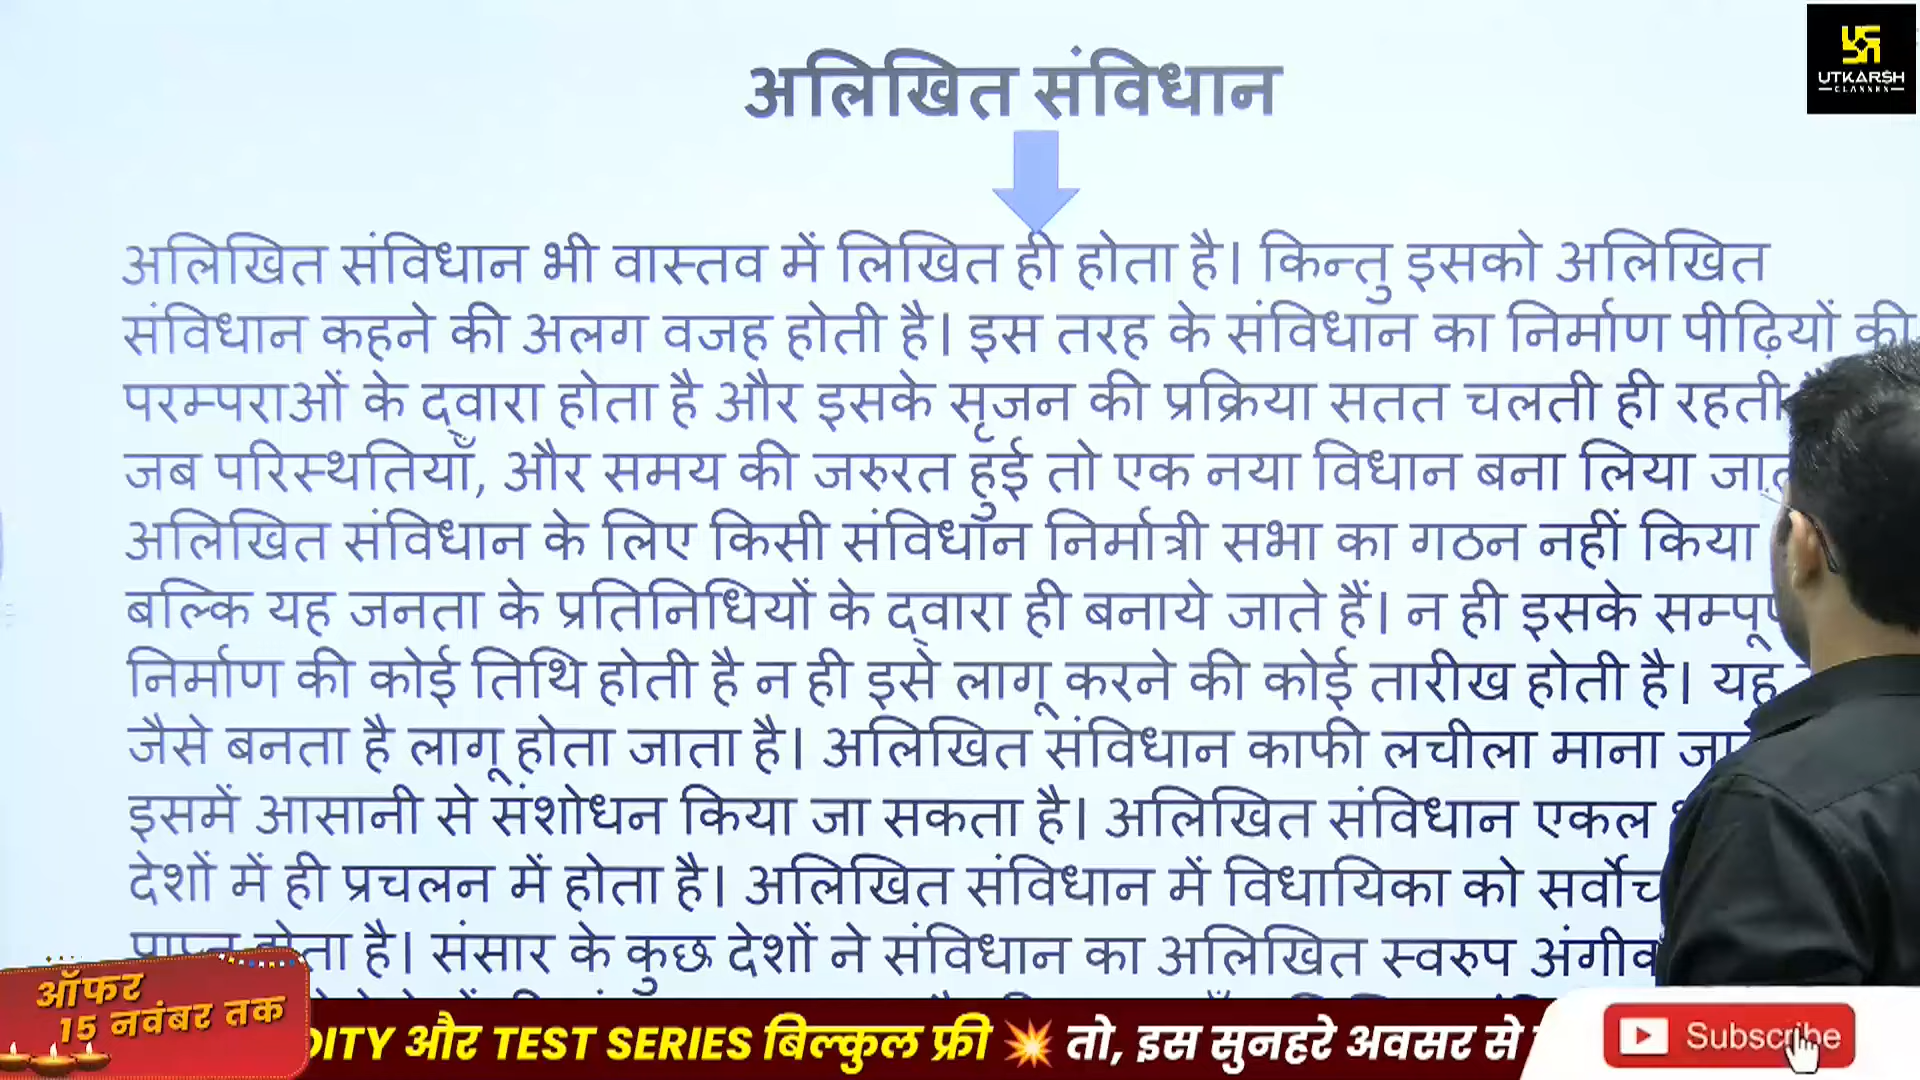 अलिखित संविधान
UTKARSH
CLASSES
अलिखित संविधान भी वास्तव में लिखित ही होता है। किन्तु इसको अलिखित
संविधान कहने की अलग वजह होती है। इस तरह के संविधान का निर्माण पीढ़ियों की
परम्पराओं के द्वारा होता है और इसके सृजन की प्रक्रिया सतत चलती ही रहती
जब परिस्थतियाँ, और समय की जरुरत हुई तो एक नया विधान बना लिया
अलिखित संविधान के लिए किसी संविधान निर्मात्री सभा का गठन नहीं किया
बल्कि यह जनता के प्रतिनिधियों के द्वारा ही बनाये जाते हैं। न ही इसके
निर्माण की कोई तिथि होती है न ही इसे लागू करने की कोई तारीख होती है। यह
जैसे बनता है लागू होता जाता है। अलिखित संविधान काफी लचीला माना
इसमें आसानी से संशोधन किया जा सकता है। अलिखित संविधान एकल
देशों में ही प्रचलन में होता है। अलिखित संविधान में विधायिका को
है। संसार के कुछ देशों ने संविधान का अलिखित स्वरुप
ऑफर
15 नवंबर तक
DITY और TEST SERIES बिल्कुल फ्री 💥 तो, इस सुनहरे अवसर से
Subscribe